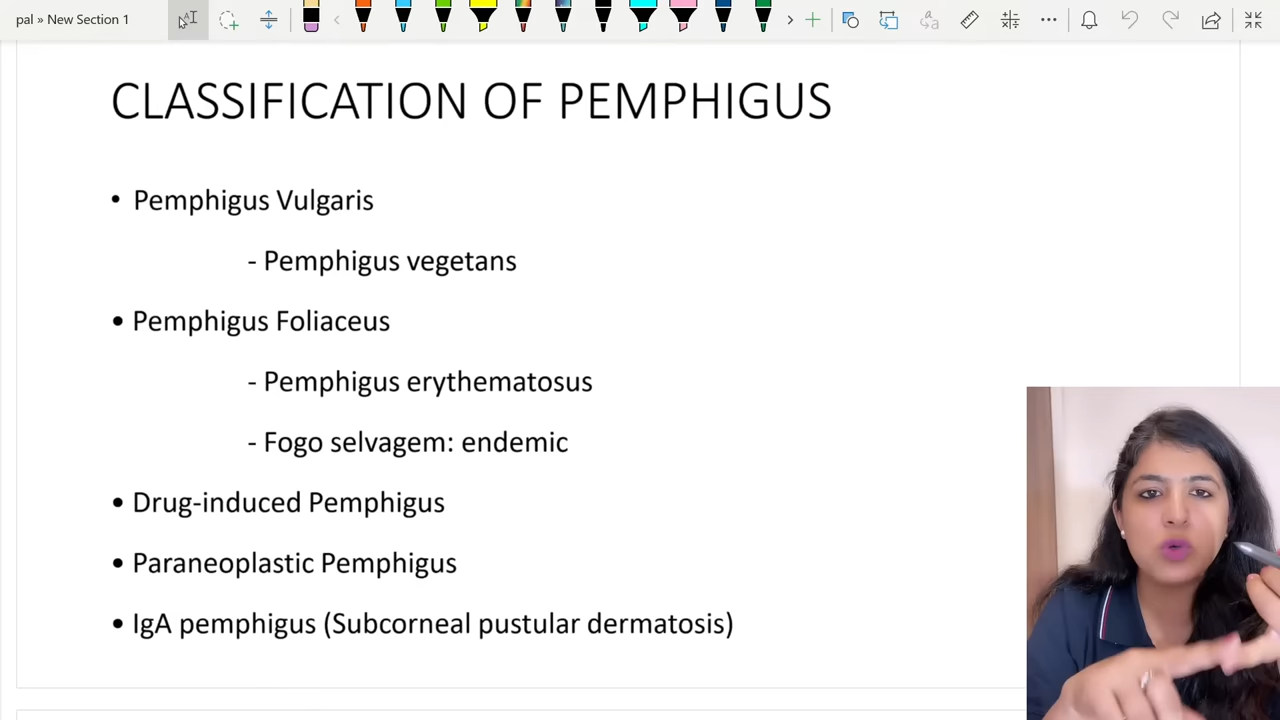 pal » New Section 1
CLASSIFICATION OF PEMPHIGUS
• Pemphigus Vulgaris
- Pemphigus vegetans
• Pemphigus Foliaceus
- Pemphigus erythematosus
- Fogo selvagem: endemic
• Drug-induced Pemphigus
• Paraneoplastic Pemphigus
• IgA pemphigus (Subcorneal pustular dermatosis)